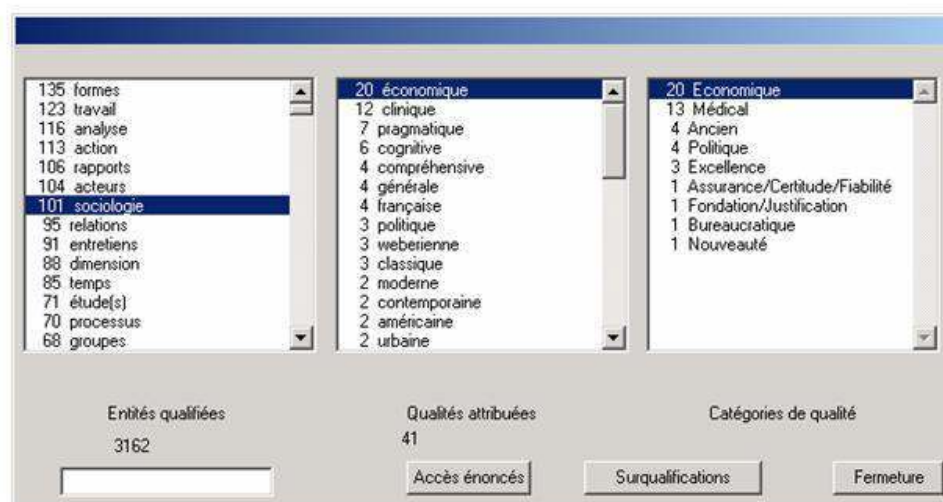 135 formes
123 travail
116 analyse
113 action
106 rapports
104 acteurs
101 sociologie
95 relations
91 entretiens
88 dimension
85 temps
71 étude(s)
70 processus
68 groupes
20 économique
12 clinique
7 pragmatique
6 cognitive
4 compréhensive
4 générale
4 française
3 politique
3 weberienne
3 classique
2 moderne
2 contemporaine
2 américaine
2 urbaine
20 Economique
13 Médical
4 Ancien
4 Politique
3 Excellence
1 Assurance/Certitude/Fiabilité
1 Fondation/Justification
1 Bureaucratique
1 Nouveauté
Entités qualifiées
3162
Qualités attribuées
41
Catégories de qualité
Accès énoncés
Surqualifications
Fermeture